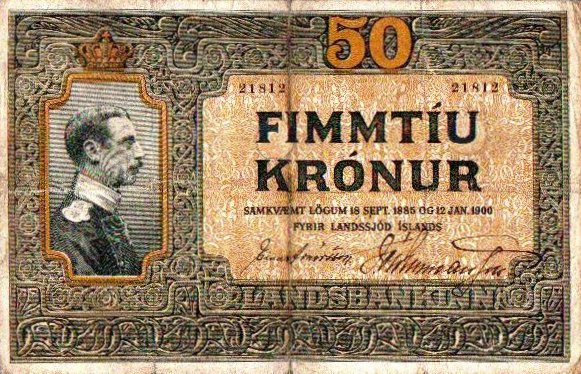 50
21812 21812
FIMMTÍU
KRÓNUR
SAMKVÆMT LÖGUM 18 SEPT. 1885 OG 12 JAN. 1900
FYRIR LANDSSJÓÐ ÍSLANDS
LANDSBANKINN